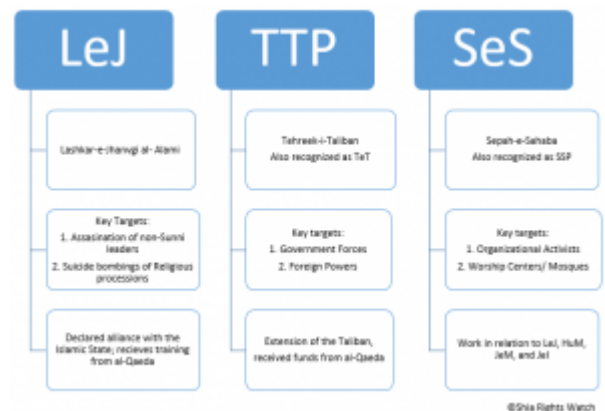 LeJ
Lashkar-e-Jhanvgi al- Alami
Key Targets:
1. Assasination of non-Sunni
leaders
2. Suicide bombings of Religious
processions
Declared alliance with the
Islamic State; recieves training
from al-Qaeda
TTP
Tehreek-i-Taliban
Also recognized as TeT
Key targets:
1. Government Forces
2. Foreign Powers
Extension of the Taliban,
received funds from al-Qaeda
SeS
Sepah-e-Sahaba
Also recognized as SSP
Key targets:
1. Organizational Activists
2. Worship Centers/ Mosques
Work in relation to LeJ, HuM,
JeM, and JeI
©Shia Rights Watch